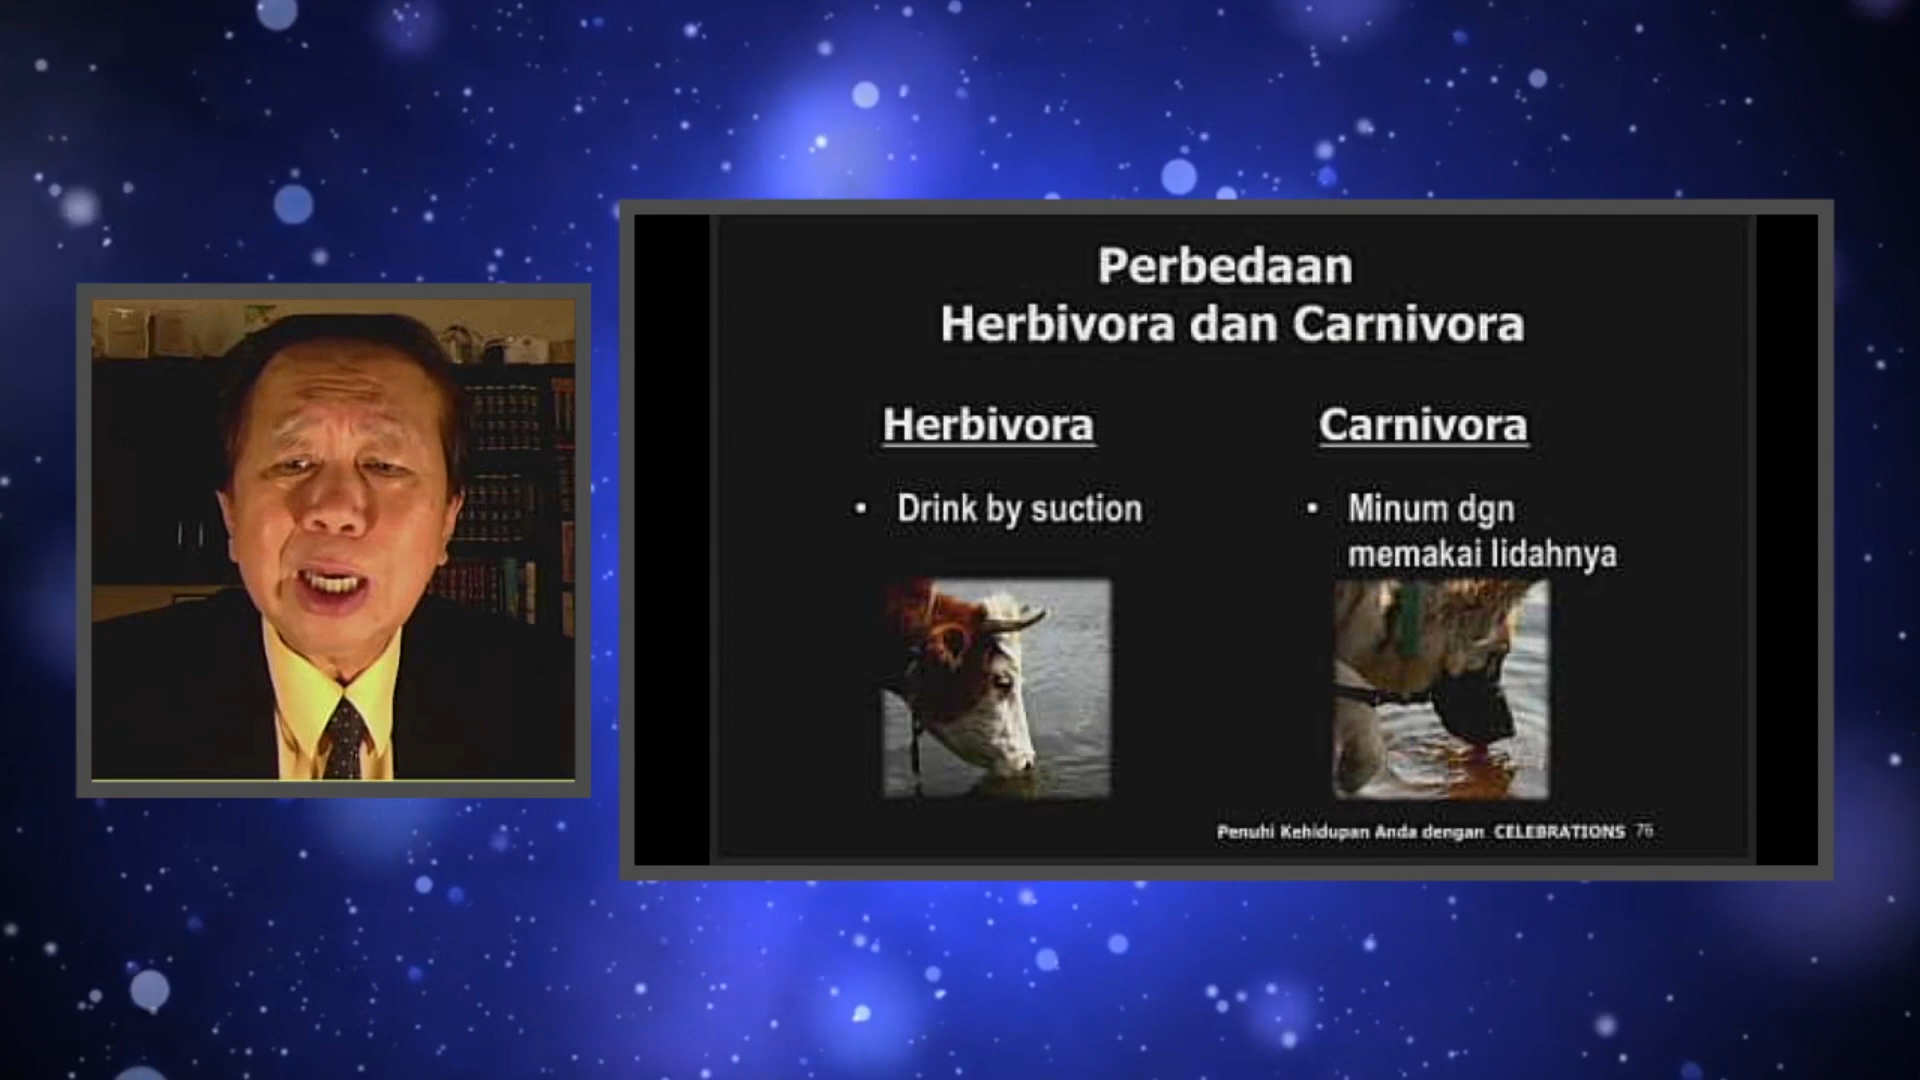 Perbedaan
Herbivora dan Carnivora
Herbivora
• Drink by suction
Carnivora
• Minum dgn
memakai lidahnya
Penuhi Kehidupan Anda dengan CELEBRATIONS 76